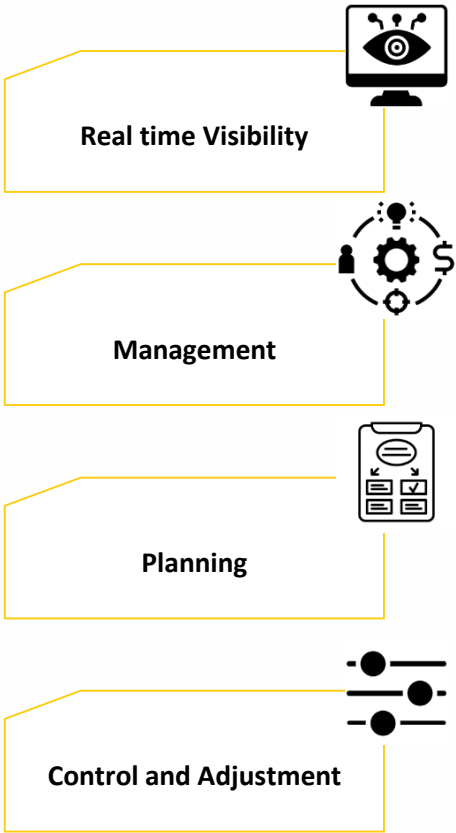 Real time Visibility
Management
Planning
Control and Adjustment